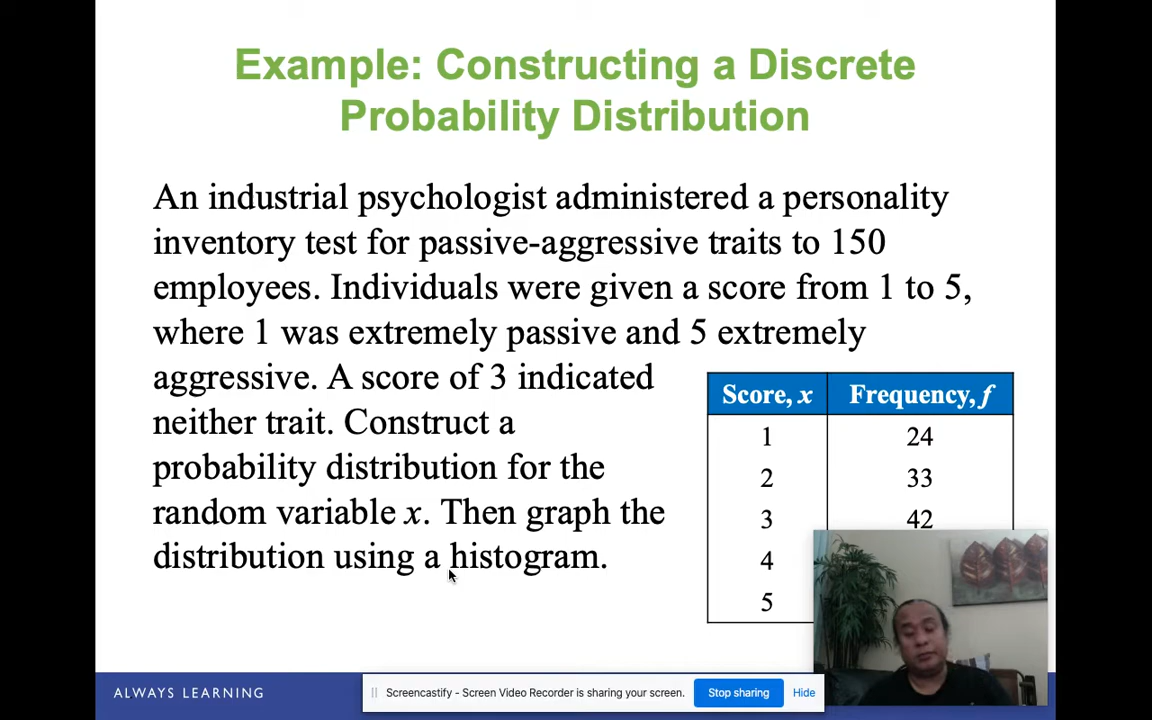 Example: Constructing a Discrete
Probability Distribution
An industrial psychologist administered a personality
inventory test for passive-aggressive traits to 150
employees. Individuals were given a score from 1 to 5,
where 1 was extremely passive and 5 extremely
aggressive. A score of 3 indicated
neither trait. Construct a
probability distribution for the
random variable x. Then graph the
distribution using a histogram.
Score, x Frequency, f
1 24
2 33
3 42
4
5
ALWAYS LEARNING
Screencastify - Screen Video Recorder is sharing your screen. Stop sharing Hide